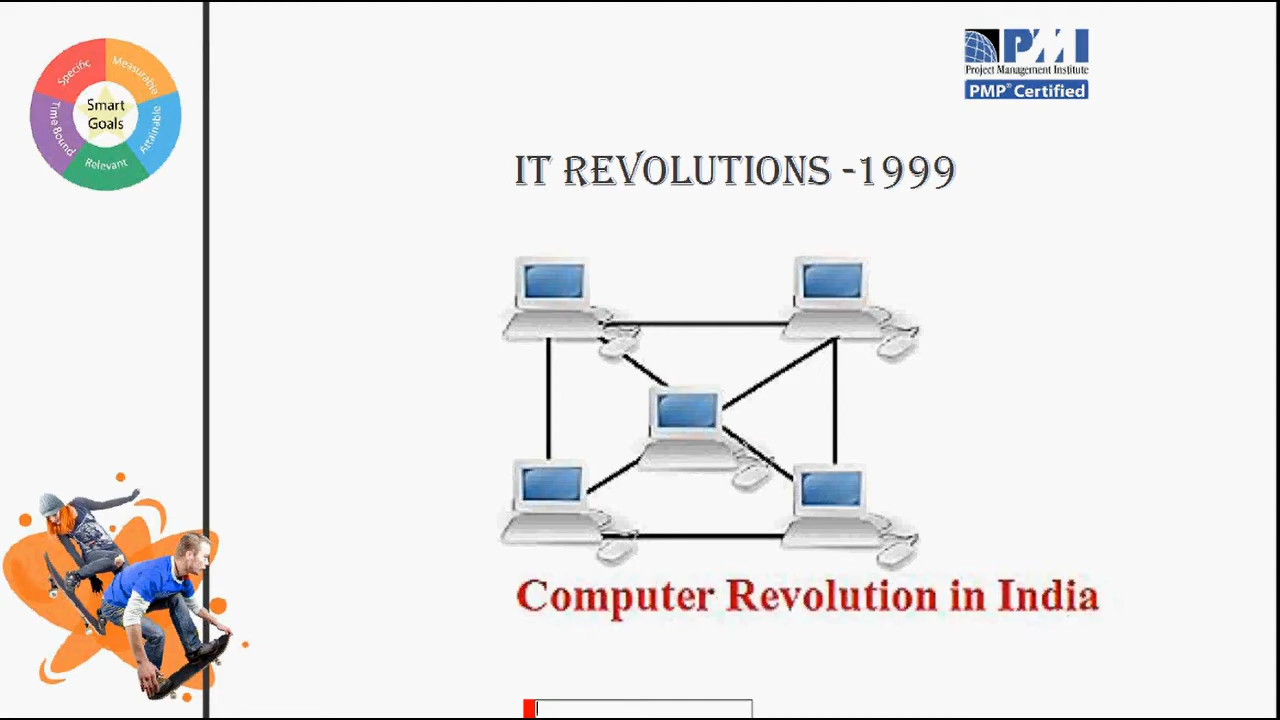 Specific
Measurable
Smart
Goals
Time Bound
Attainable
Relevant
PMI
Project Management Institute
PMP® Certified
IT REVOLUTIONS -1999
Computer Revolution in India